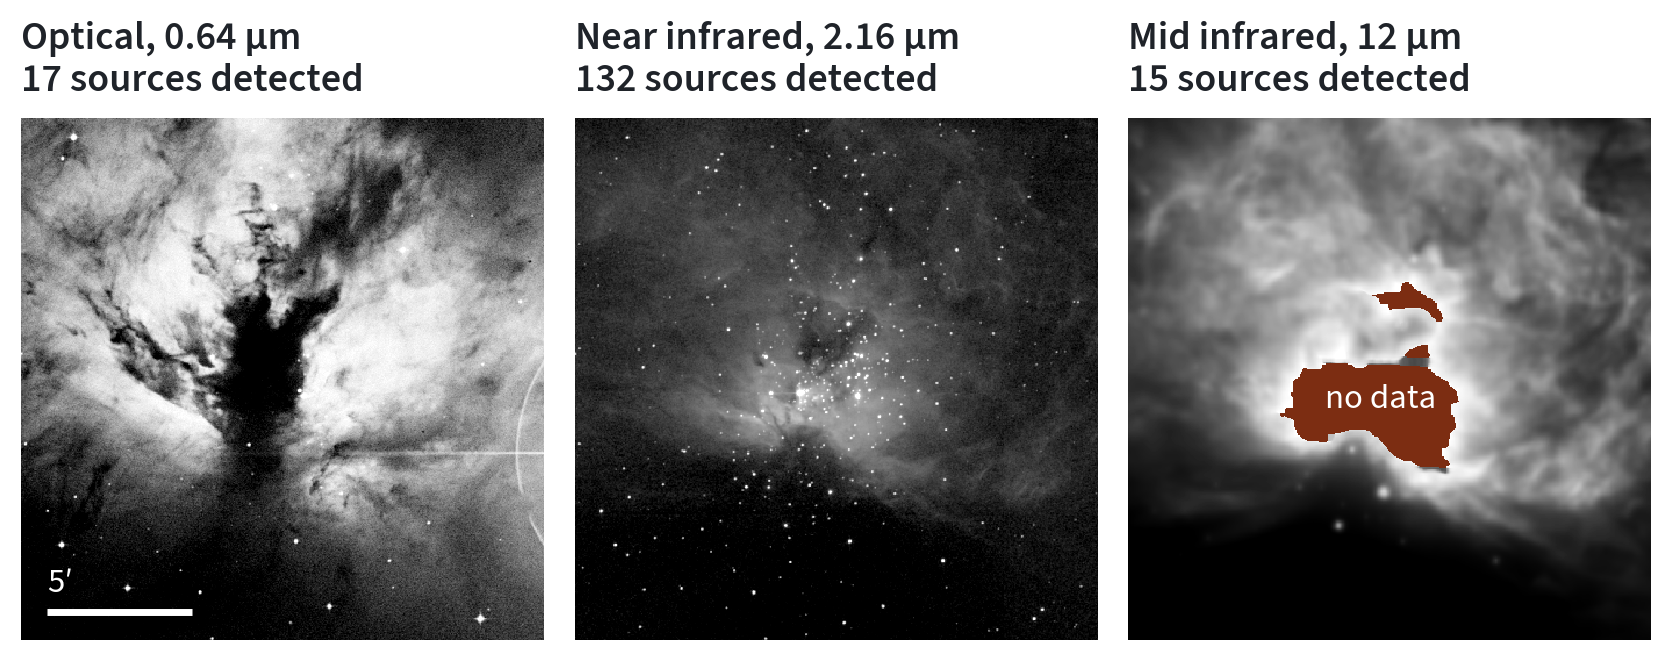 Optical, 0.64 µm
17 sources detected
Near infrared, 2.16 µm
132 sources detected
Mid infrared, 12 µm
15 sources detected
no data
5′